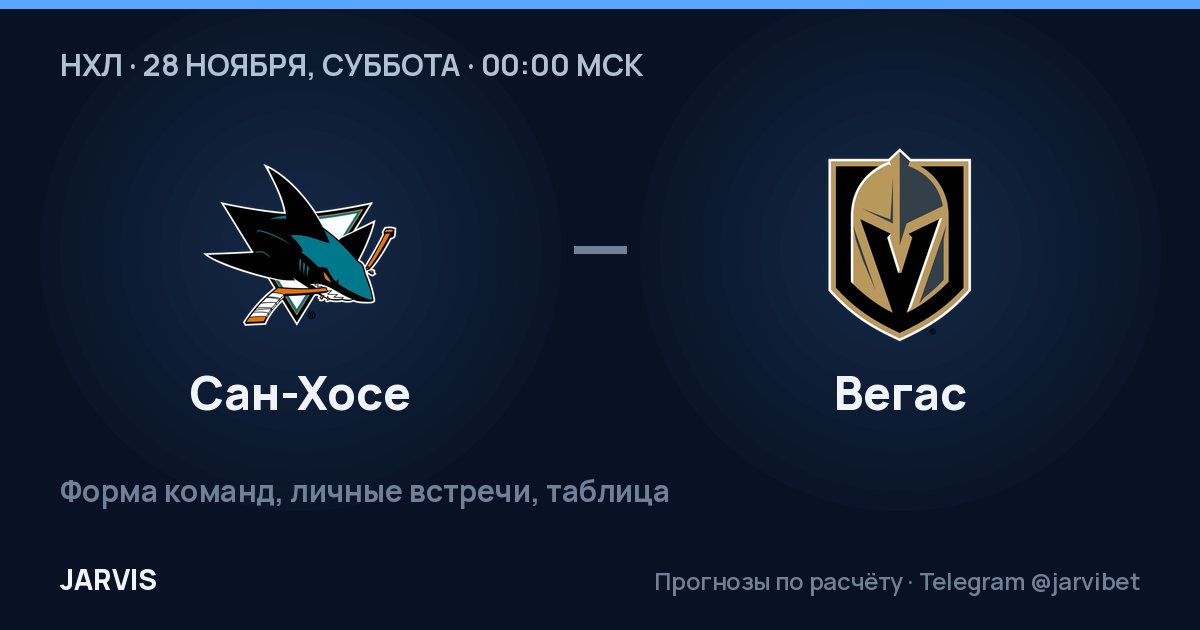 НХЛ · 28 НОЯБРЯ, СУББОТА · 00:00 МСК
—
Сан-Хосе
Вегас
Форма команд, личные встречи, таблица
JARVIS
Прогнозы по расчёту · Telegram @jarvibet